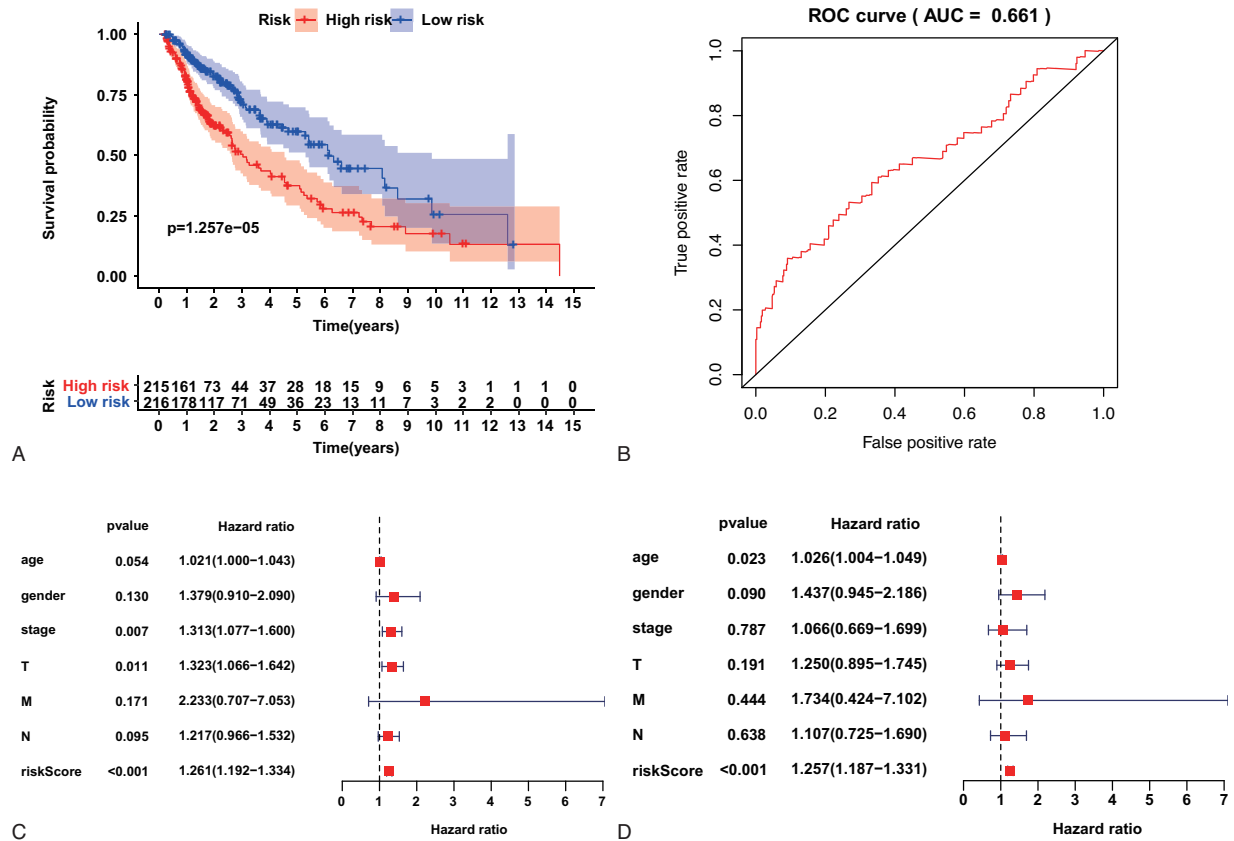 Risk High risk Low risk
1.00
0.75
0.50
0.25
0.00
Survival probability
p=1.257e−05
0 1 2 3 4 5 6 7 8 9 10 11 12 13 14 15
Time(years)
Risk
High risk 215 161 73 44 37 28 18 15 9 6 5 3 1 1 1 0
Low risk 216 178 117 71 49 36 23 13 11 7 3 2 2 0 0 0
0 1 2 3 4 5 6 7 8 9 10 11 12 13 14 15
Time(years)
A
ROC curve ( AUC = 0.661 )
1.0
0.8
0.6
0.4
0.2
0.0
True positive rate
0.0 0.2 0.4 0.6 0.8 1.0
False positive rate
B
pvalue Hazard ratio
age 0.054 1.021(1.000−1.043)
gender 0.130 1.379(0.910−2.090)
stage 0.007 1.313(1.077−1.600)
T 0.011 1.323(1.066−1.642)
M 0.171 2.233(0.707−7.053)
N 0.095 1.217(0.966−1.532)
riskScore <0.001 1.261(1.192−1.334)
0 1 2 3 4 5 6 7
Hazard ratio
C
pvalue Hazard ratio
age 0.023 1.026(1.004−1.049)
gender 0.090 1.437(0.945−2.186)
stage 0.787 1.066(0.669−1.699)
T 0.191 1.250(0.895−1.745)
M 0.444 1.734(0.424−7.102)
N 0.638 1.107(0.725−1.690)
riskScore <0.001 1.257(1.187−1.331)
0 1 2 3 4 5 6 7
Hazard ratio
D